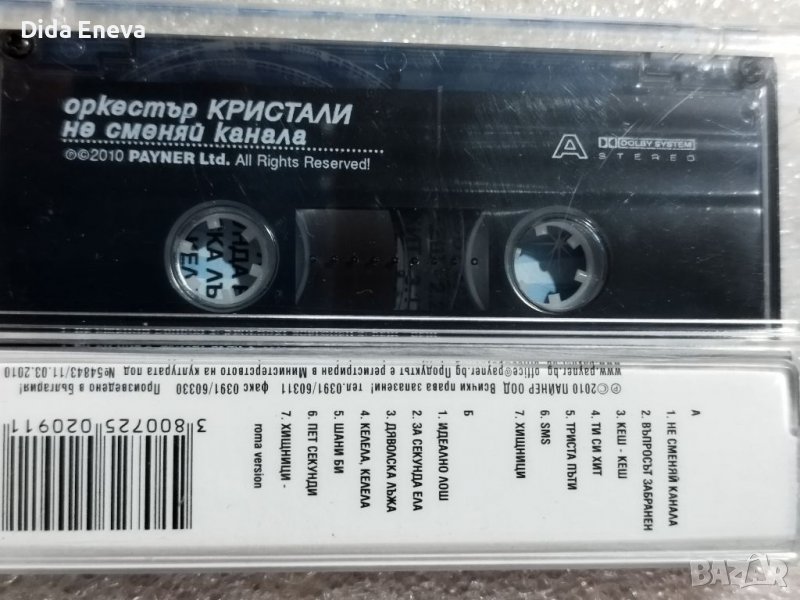 Dida Eneva
оркестър КРИСТАЛИ
не сменяй канала
℗©2010 PAYNER Ltd. All Rights Reserved!
A DOLBY SYSTEM
STEREO
℗© 2010 ПАЙНЕР ООД Всички права запазени! тел.0391/60311 факс 0391/60330 Произведено в България!
www.payner.bg office@payner.bg Продуктът е регистриран в Министерството на културата под №54843/11.03.2010
А
1. НЕ СМЕНЯЙ КАНАЛА
2. ВЪПРОСЪТ ЗАБРАНЕН
3. КЕШ - КЕШ
4. ТИ СИ ХИТ
5. ТРИСТА ПЪТИ
6. SMS
7. ХИЩНИЦИ
Б
1. ИДЕАЛНО ЛОШ
2. ЗА СЕКУНДА ЕЛА
3. ДЯВОЛСКА ЛЪЖА
4. КЕЛЕЛА, КЕЛЕЛА
5. ШАНИ БИ
6. ПЕТ СЕКУНДИ
7. ХИЩНИЦИ -
roma version
3 800725 020911
BAZAR